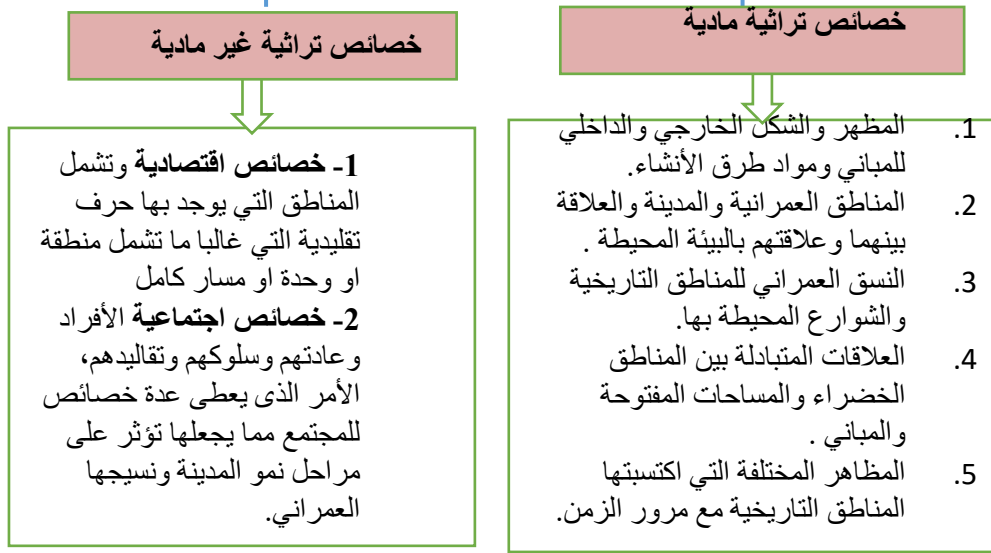 خصائص تراثية مادية
1. المظهر والشكل الخارجي والداخلي
للمباني ومواد طرق الأنشاء.
2. المناطق العمرانية والمدينة والعلاقة
بينهما وعلاقتهم بالبيئة المحيطة .
3. النسق العمراني للمناطق التاريخية
والشوارع المحيطة بها.
4. العلاقات المتبادلة بين المناطق
الخضراء والمساحات المفتوحة
والمباني .
5. المظاهر المختلفة التي اكتسبتها
المناطق التاريخية مع مرور الزمن.
خصائص تراثية غير مادية
1- خصائص اقتصادية وتشمل
المناطق التي يوجد بها حرف
تقليدية التي غالبا ما تشمل منطقة
او وحدة او مسار كامل
2- خصائص اجتماعية الأفراد
وعادتهم وسلوكهم وتقاليدهم،
الأمر الذى يعطى عدة خصائص
للمجتمع مما يجعلها تؤثر على
مراحل نمو المدينة ونسيجها
العمراني.